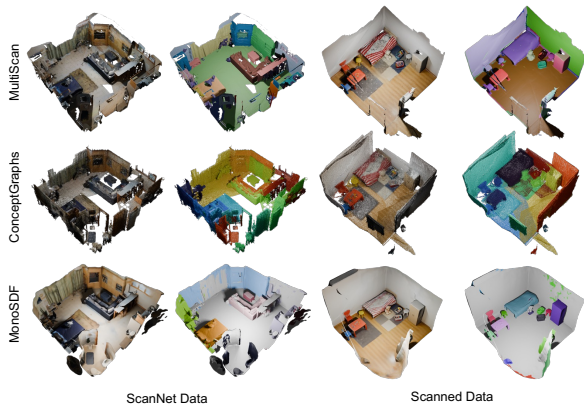 MultiScan
ConceptGraphs
MonoSDF
ScanNet Data
Scanned Data